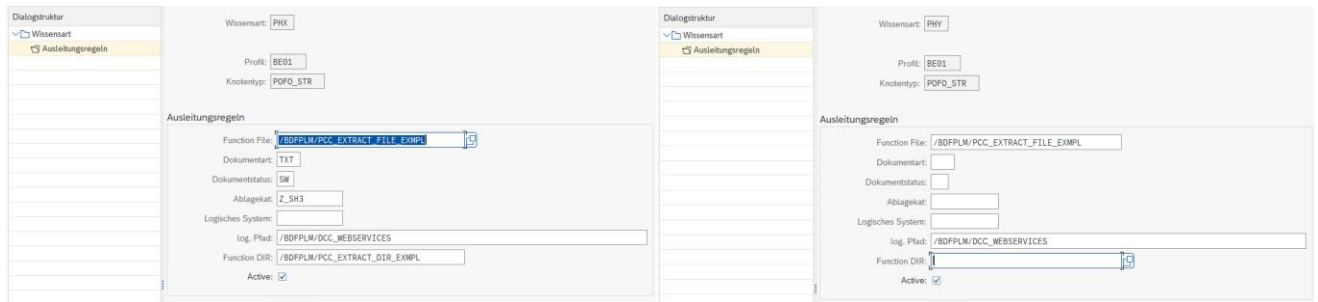 Dialogstruktur
Wissensart
Ausleitungsregeln
Wissensart: PHX
Profil: BE01
Knotentyp: POFO_STR
Ausleitungsregeln
Function File: /BDFPLM/PCC_EXTRACT_FILE_EXMPL
Dokumentart: TXT
Dokumentstatus: SW
Ablagekat: Z_SH3
Logisches System:
log. Pfad: /BDFPLM/DCC_WEBSERVICES
Function DIR: /BDFPLM/PCC_EXTRACT_DIR_EXMPL
Active:
Dialogstruktur
Wissensart
Ausleitungsregeln
Wissensart: PHY
Profil: BE01
Knotentyp: POFO_STR
Ausleitungsregeln
Function File: /BDFPLM/PCC_EXTRACT_FILE_EXMPL
Dokumentart:
Dokumentstatus:
Ablagekat:
Logisches System:
log. Pfad: /BDFPLM/DCC_WEBSERVICES
Function DIR:
Active: